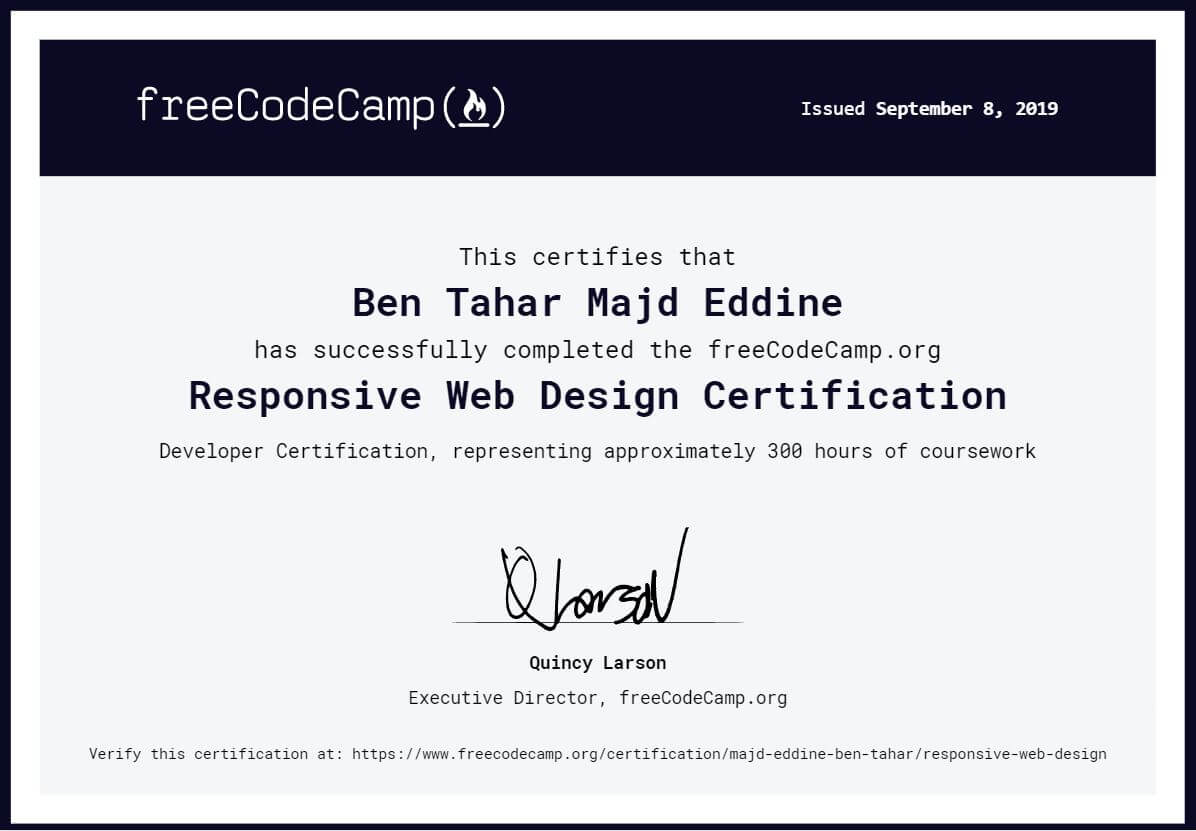 freeCodeCamp(🔥)
Issued September 8, 2019
This certifies that
Ben Tahar Majd Eddine
has successfully completed the freeCodeCamp.org
Responsive Web Design Certification
Developer Certification, representing approximately 300 hours of coursework
Q Larson
Quincy Larson
Executive Director, freeCodeCamp.org
Verify this certification at: https://www.freecodecamp.org/certification/majd-eddine-ben-tahar/responsive-web-design